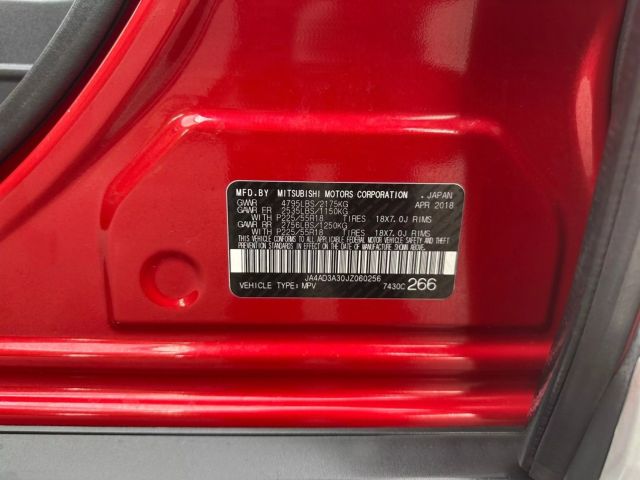 MFD.BY MITSUBISHI MOTORS CORPORATION . JAPAN
GVWR 4795LBS/2175KG APR 2018
GAWR FR 2535LBS/1150KG
WITH P225/55R18 TIRES 18X7.0J RIMS
GAWR RR 2756LBS/1250KG
WITH P225/55R18 TIRES 18X7.0J RIMS
THIS VEHICLE CONFORMS TO ALL APPLICABLE FEDERAL MOTOR VEHICLE SAFETY AND THEFT PREVENTION STANDARDS IN EFFECT ON THE DATE OF MANUFACTURE SHOWN ABOVE.
JA4AD3A30JZ060256
VEHICLE TYPE: MPV 7430C 266